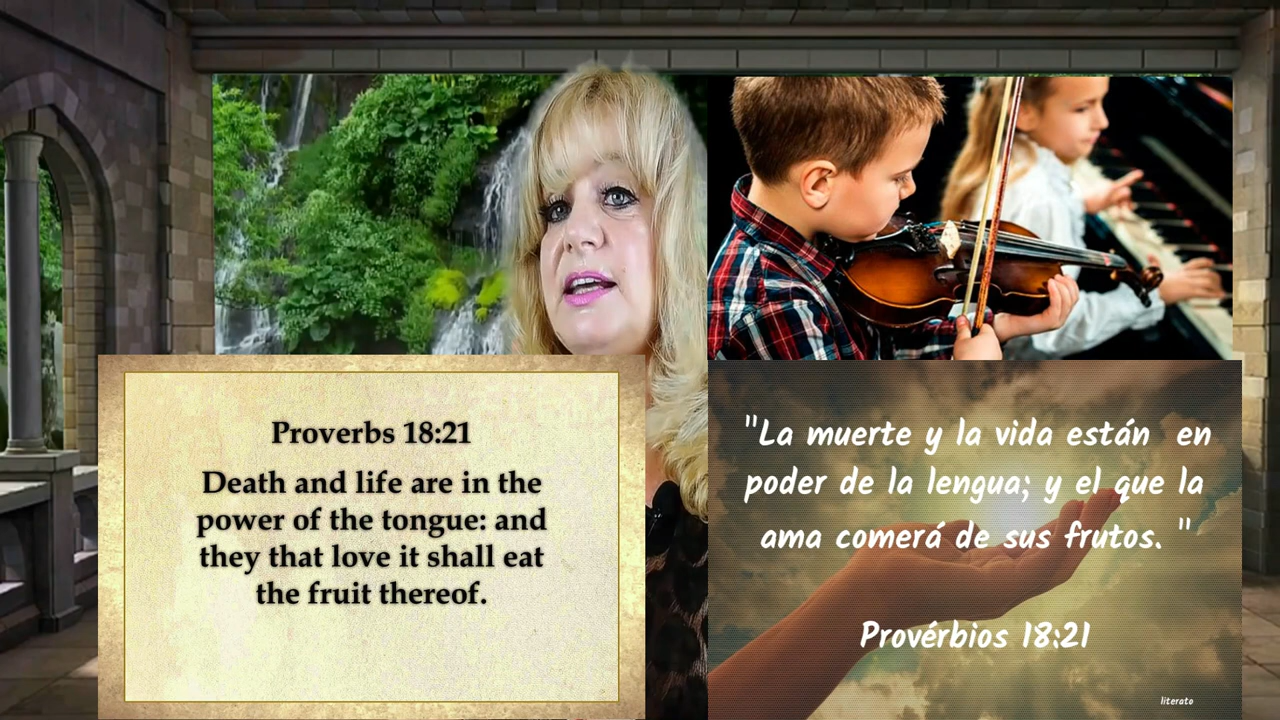 Proverbs 18:21
Death and life are in the
power of the tongue: and
they that love it shall eat
the fruit thereof.
"La muerte y la vida están en
poder de la lengua; y el que la
ama comerá de sus frutos. "
Provérbios 18:21
literato